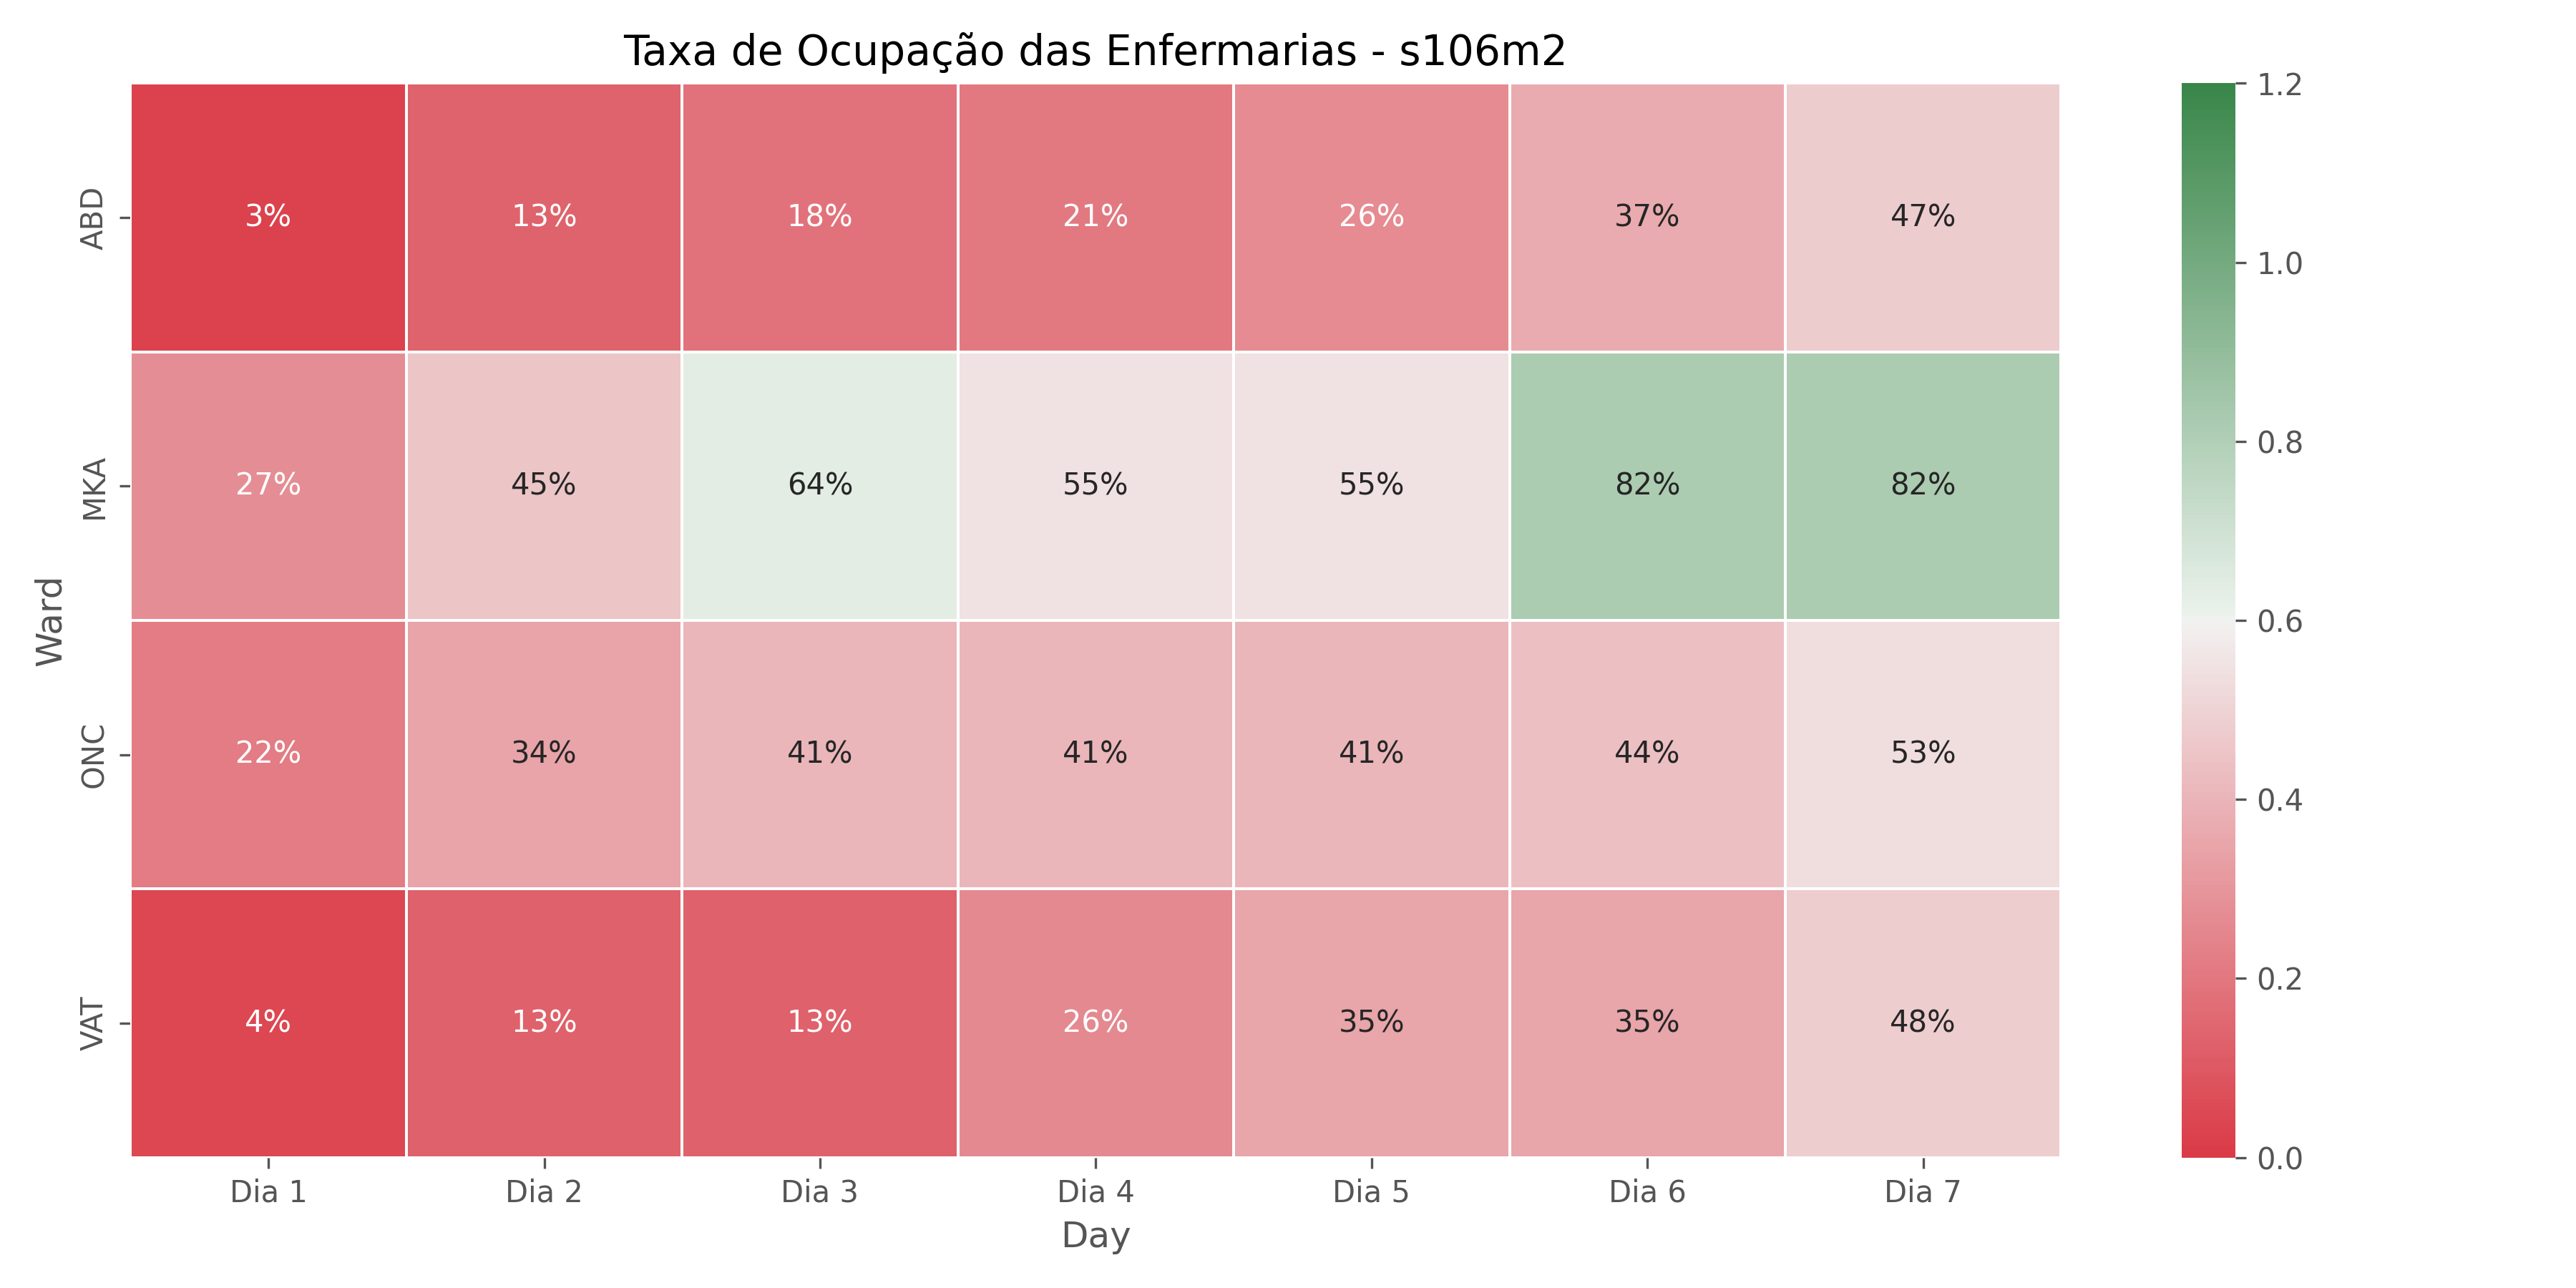 Taxa de Ocupação das Enfermarias - s106m2
Ward
ABD 3% 13% 18% 21% 26% 37% 47%
MKA 27% 45% 64% 55% 55% 82% 82%
ONC 22% 34% 41% 41% 41% 44% 53%
VAT 4% 13% 13% 26% 35% 35% 48%
Dia 1 Dia 2 Dia 3 Dia 4 Dia 5 Dia 6 Dia 7
Day
1.2
1.0
0.8
0.6
0.4
0.2
0.0